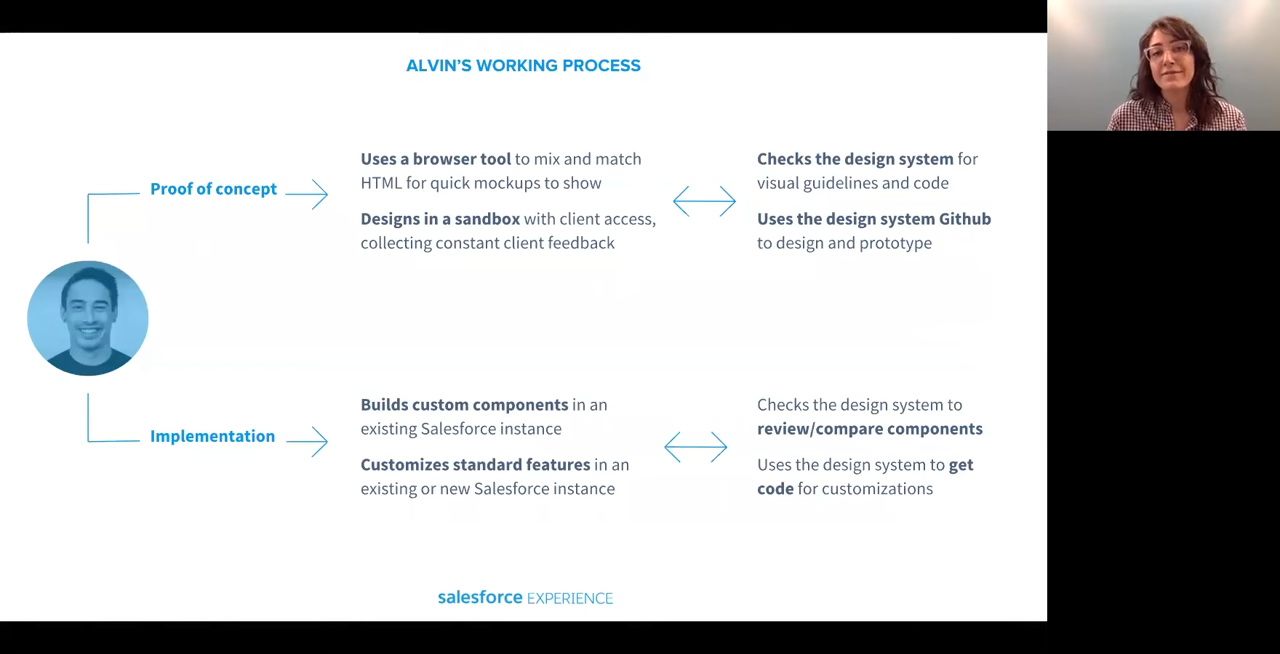 ALVIN'S WORKING PROCESS
Proof of concept
Uses a browser tool to mix and match
HTML for quick mockups to show
Designs in a sandbox with client access,
collecting constant client feedback
Checks the design system for
visual guidelines and code
Uses the design system Github
to design and prototype
Implementation
Builds custom components in an
existing Salesforce instance
Customizes standard features in an
existing or new Salesforce instance
Checks the design system to
review/compare components
Uses the design system to get
code for customizations
salesforce EXPERIENCE